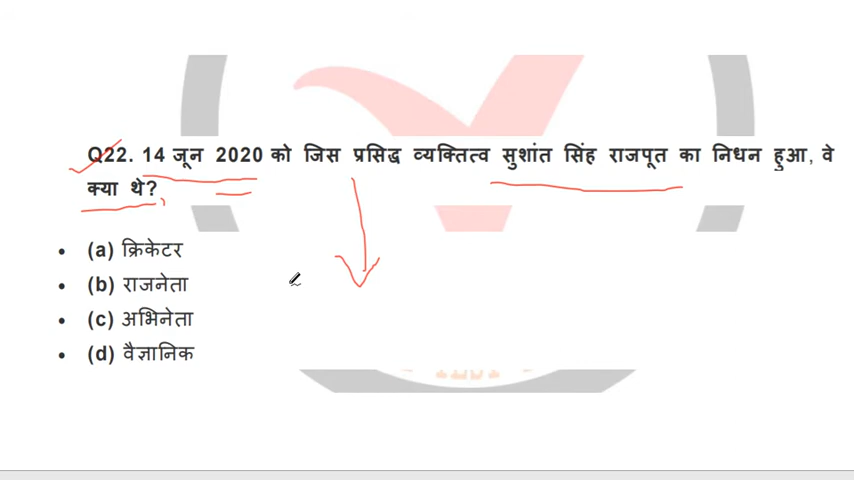 Q22. 14 जून 2020 को जिस प्रसिद्ध व्यक्तित्व सुशांत सिंह राजपूत का निधन हुआ, वे
क्या थे?
• (a) क्रिकेटर
• (b) राजनेता
• (c) अभिनेता
• (d) वैज्ञानिक